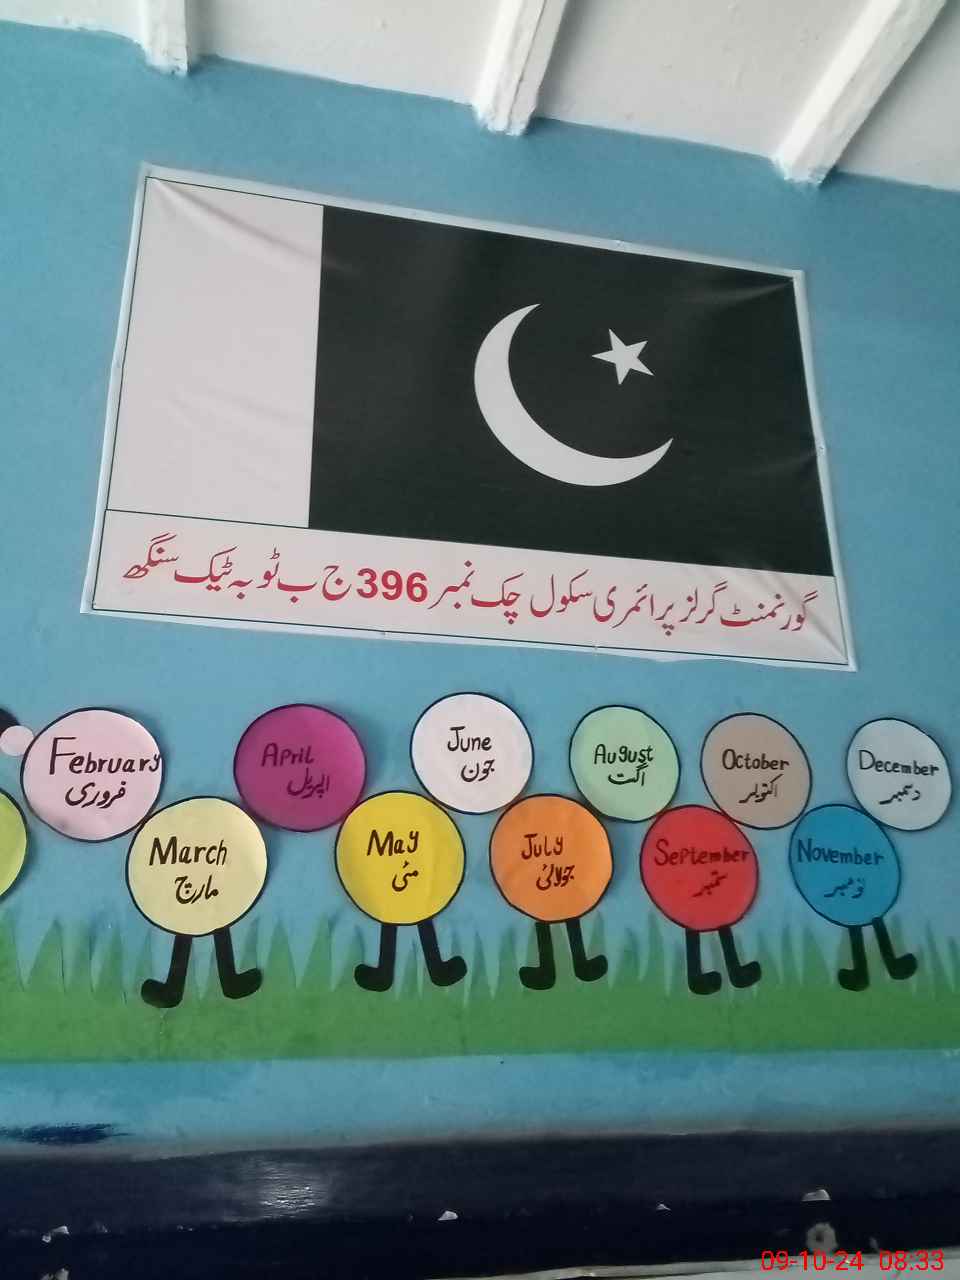 گورنمنٹ گرلز پرائمری سکول چک نمبر 396 ج ب ٹوبہ ٹیک سنگھ
February
فروری
March
مارچ
April
اپریل
May
مئی
June
جون
July
جولائی
August
اگست
September
ستمبر
October
اکتوبر
November
نومبر
December
دسمبر
09-10-24 08:33